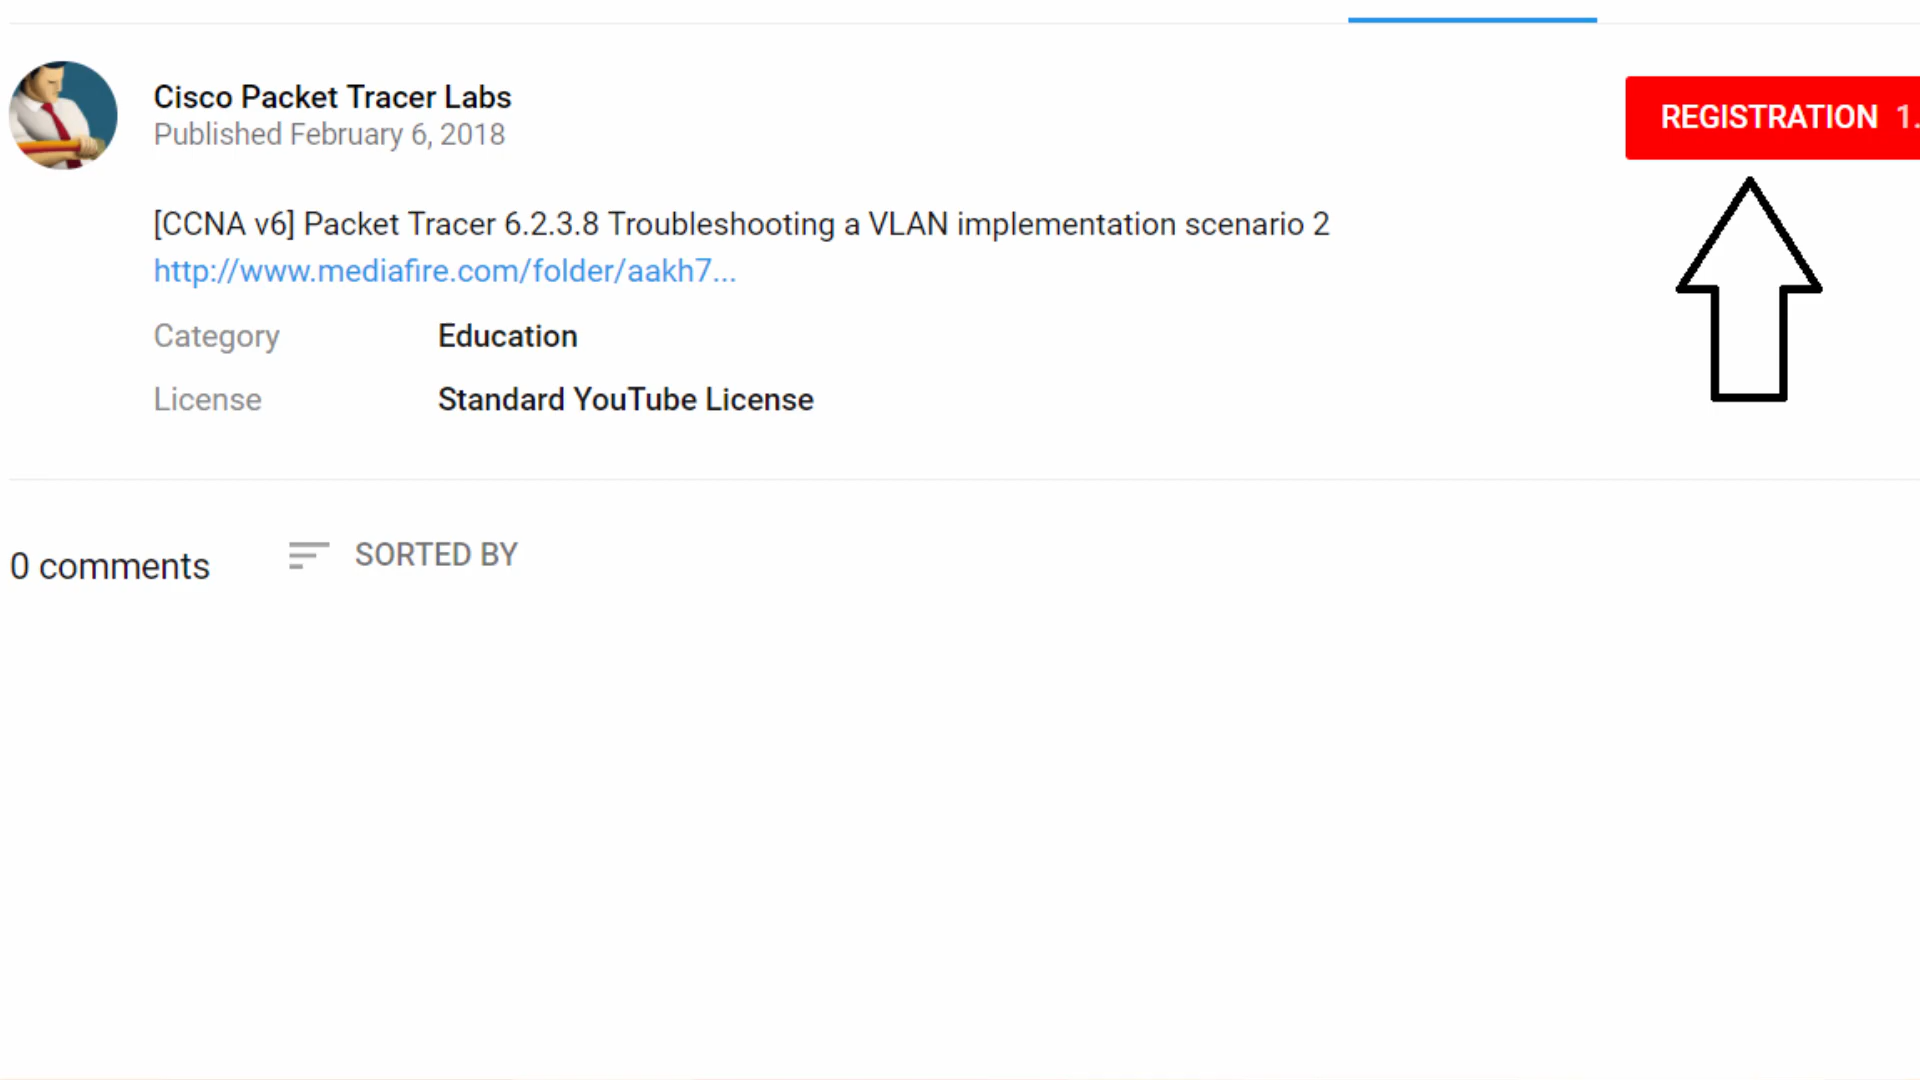 Cisco Packet Tracer Labs
Published February 6, 2018
REGISTRATION 1.
[CCNA v6] Packet Tracer 6.2.3.8 Troubleshooting a VLAN implementation scenario 2
http://www.mediafire.com/folder/aakh7...
Category Education
License Standard YouTube License
0 comments SORTED BY